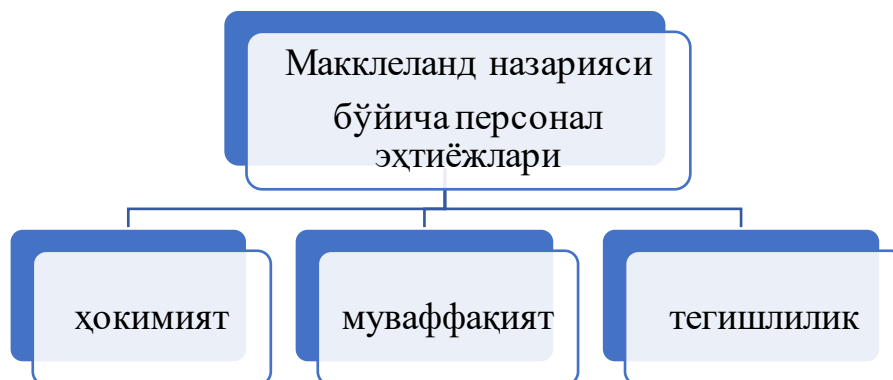 Макклеланд назарияси
бўйича персонал
эҳтиёжлари
ҳокимият
муваффақият
тегишлилик